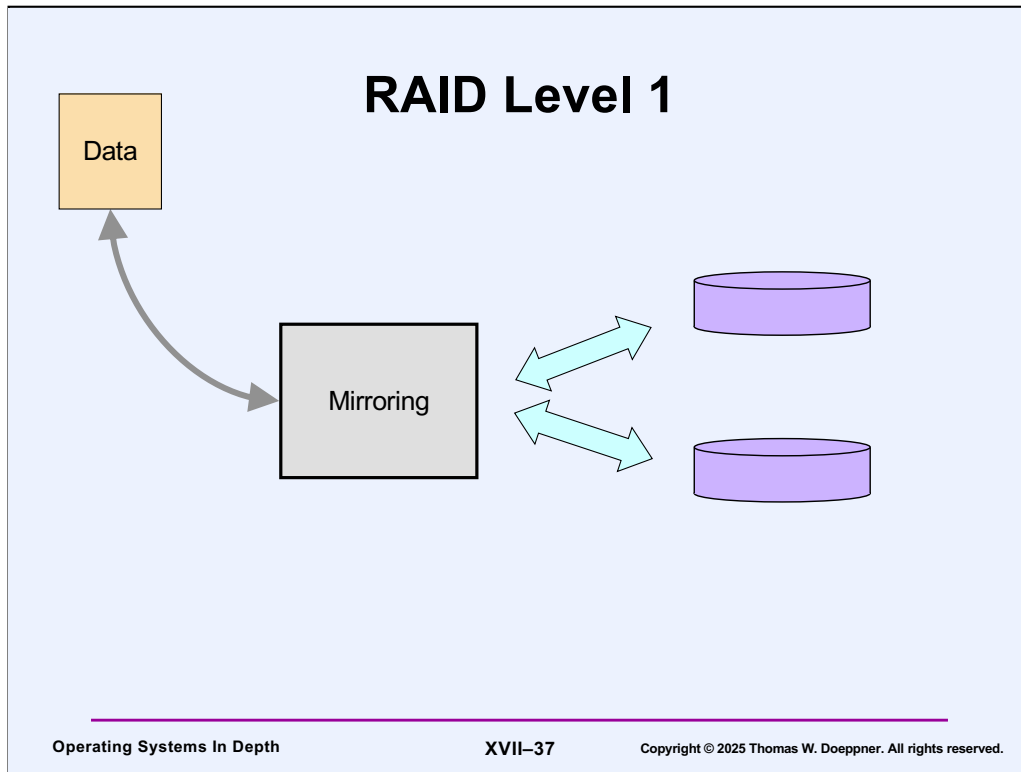 RAID Level 1
Data
Mirroring
Operating Systems In Depth
XVII–37
Copyright © 2025 Thomas W. Doeppner. All rights reserved.